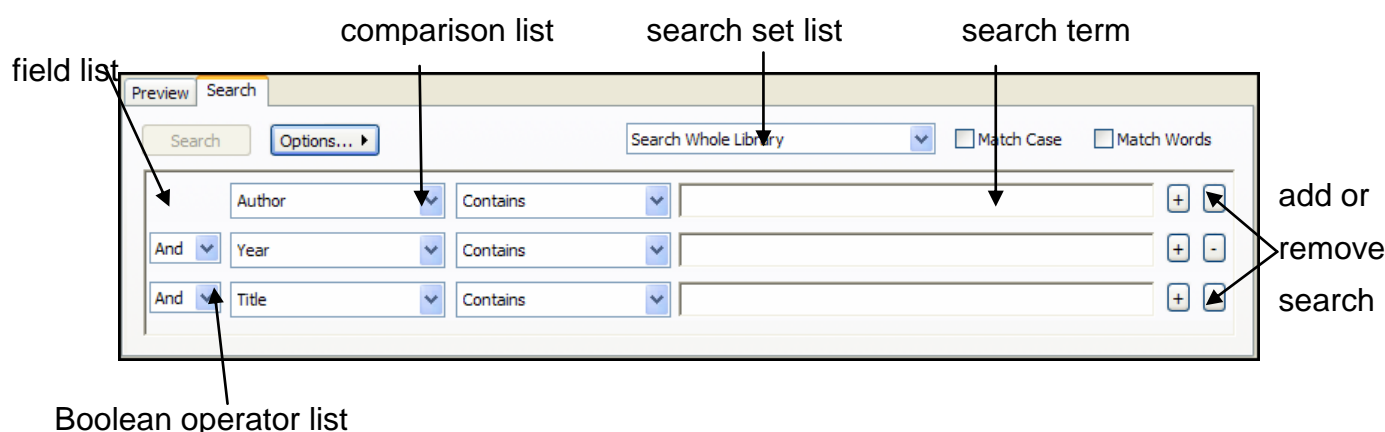 comparison list search set list search term
field list
Preview Search
Search Options... Search Whole Library Match Case Match Words
Author Contains + add or
And Year Contains + - remove
And Title Contains + search
Boolean operator list